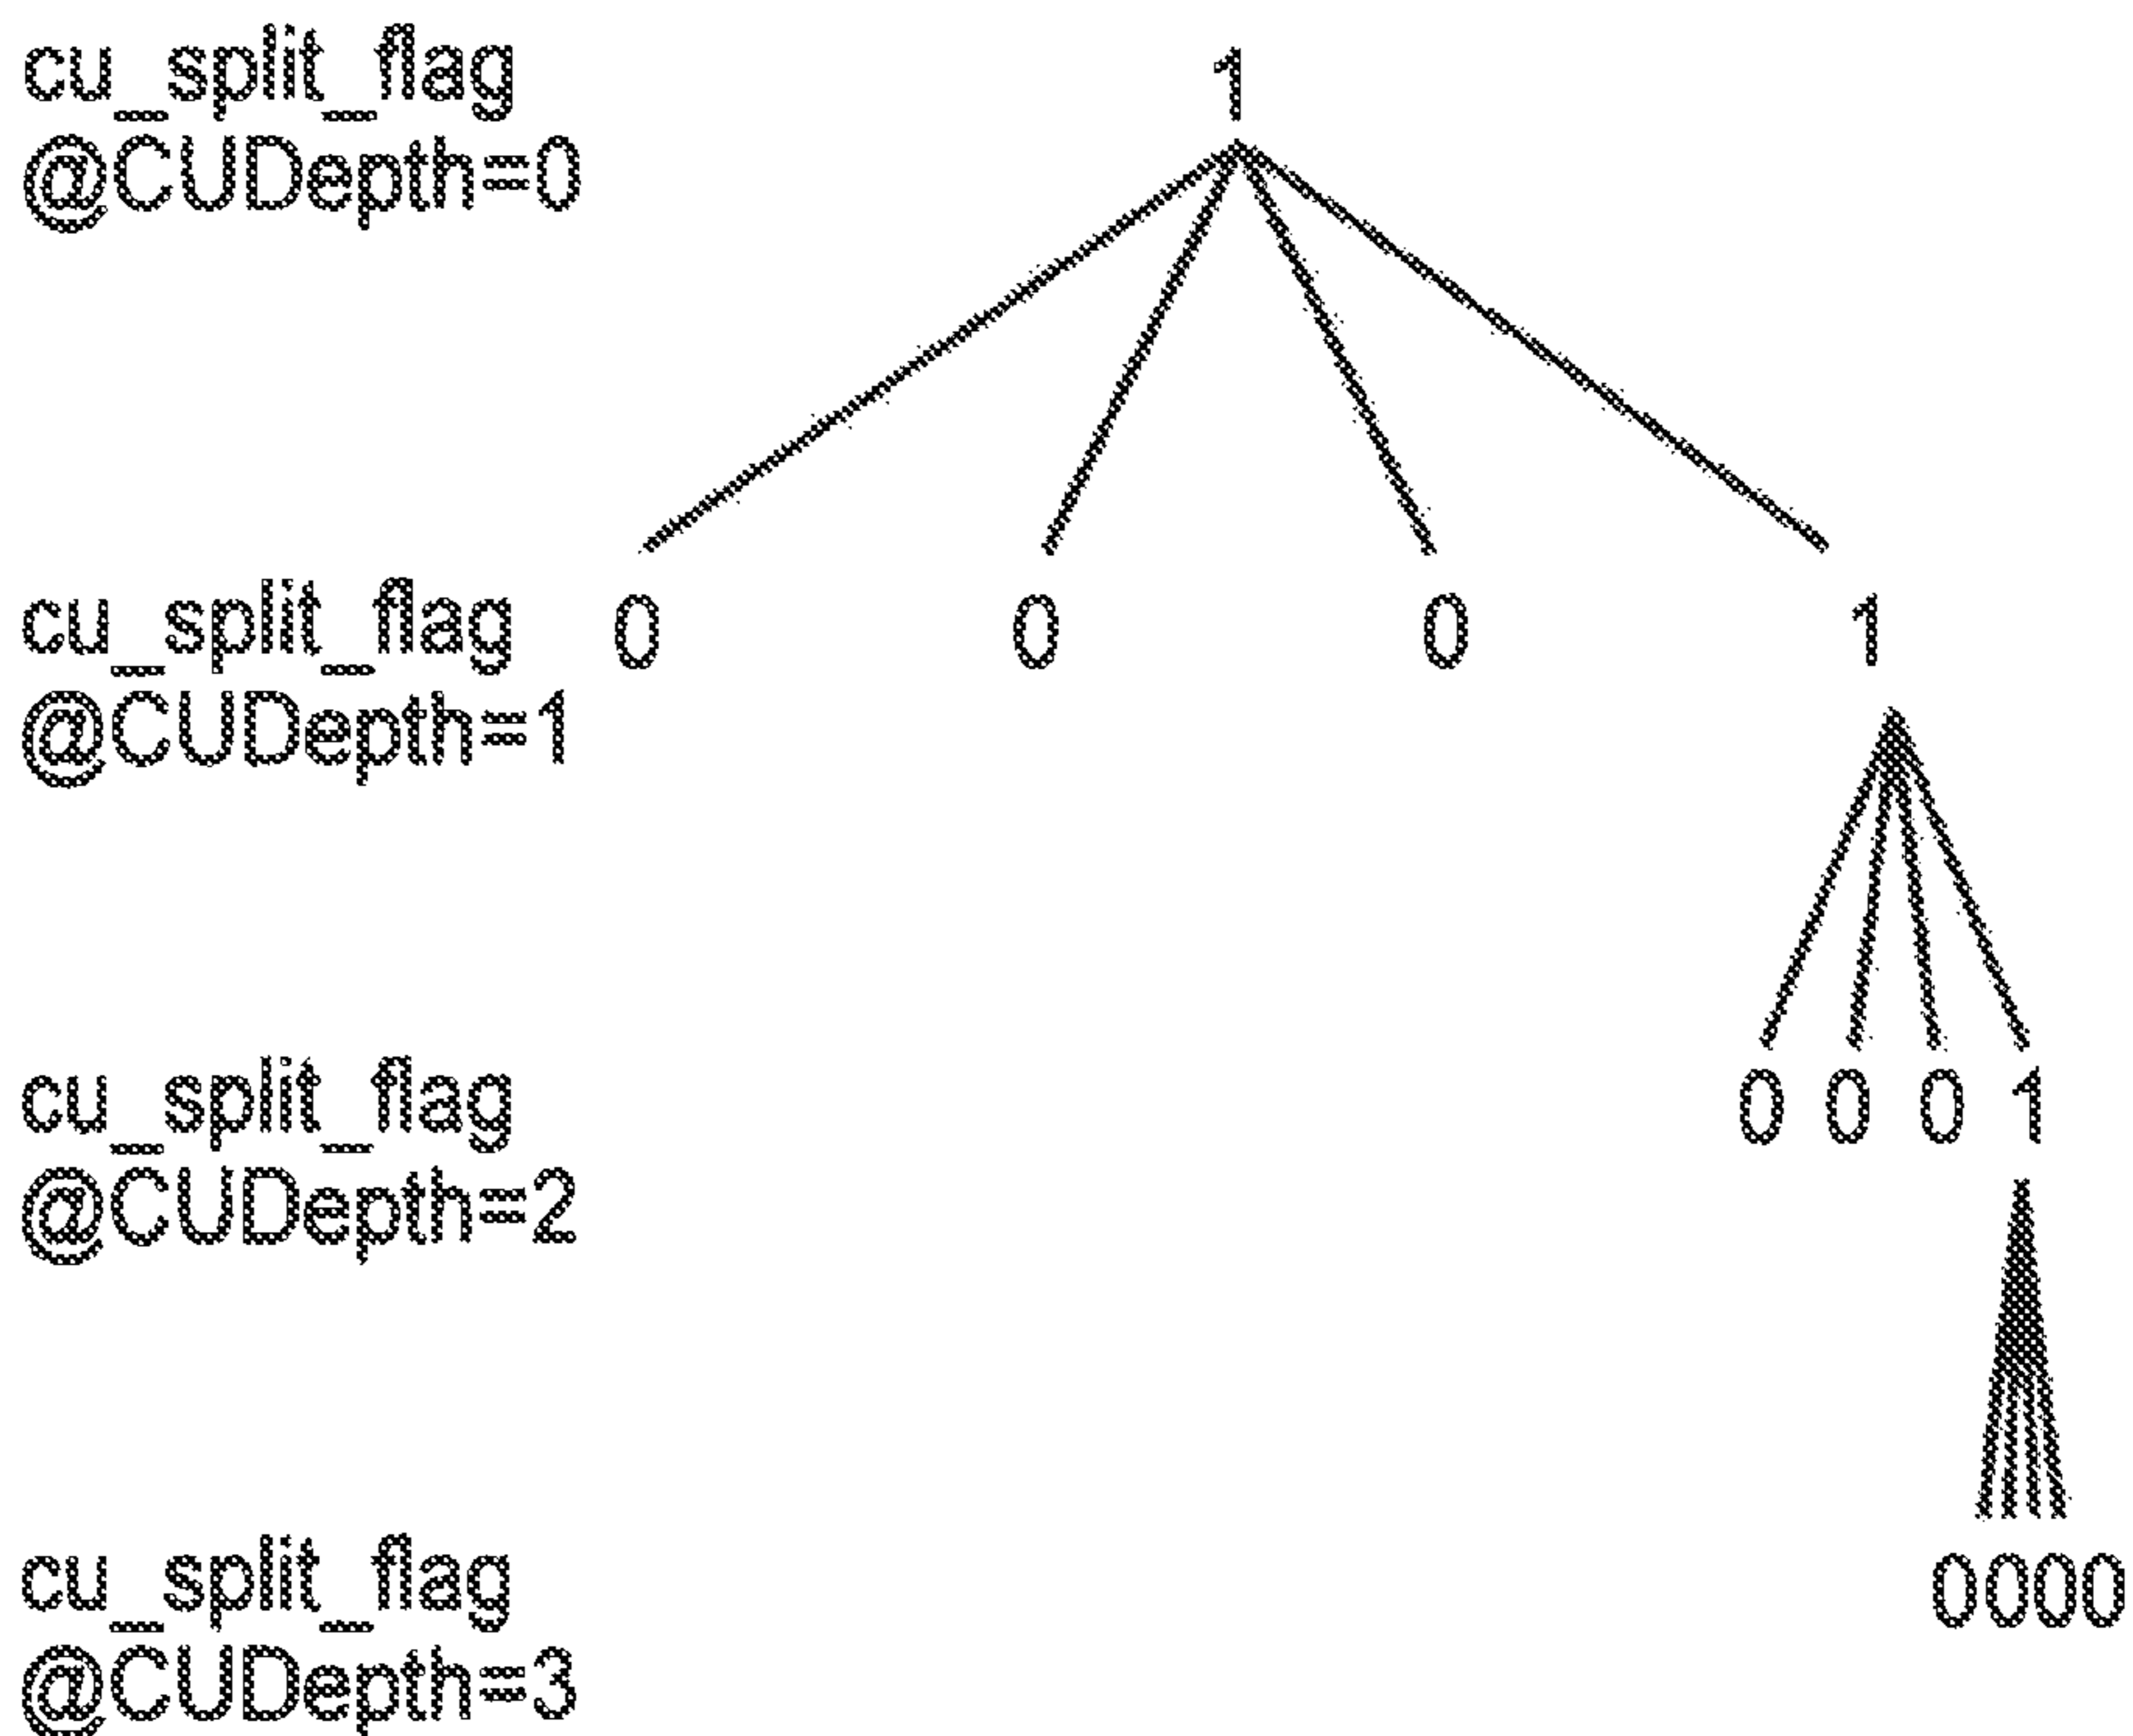 cu_split_flag
@CUDepth=0
1
cu_split_flag
@CUDepth=1
0 0 0 1
cu_split_flag
@CUDepth=2
0 0 0 1
cu_split_flag
@CUDepth=3
0000